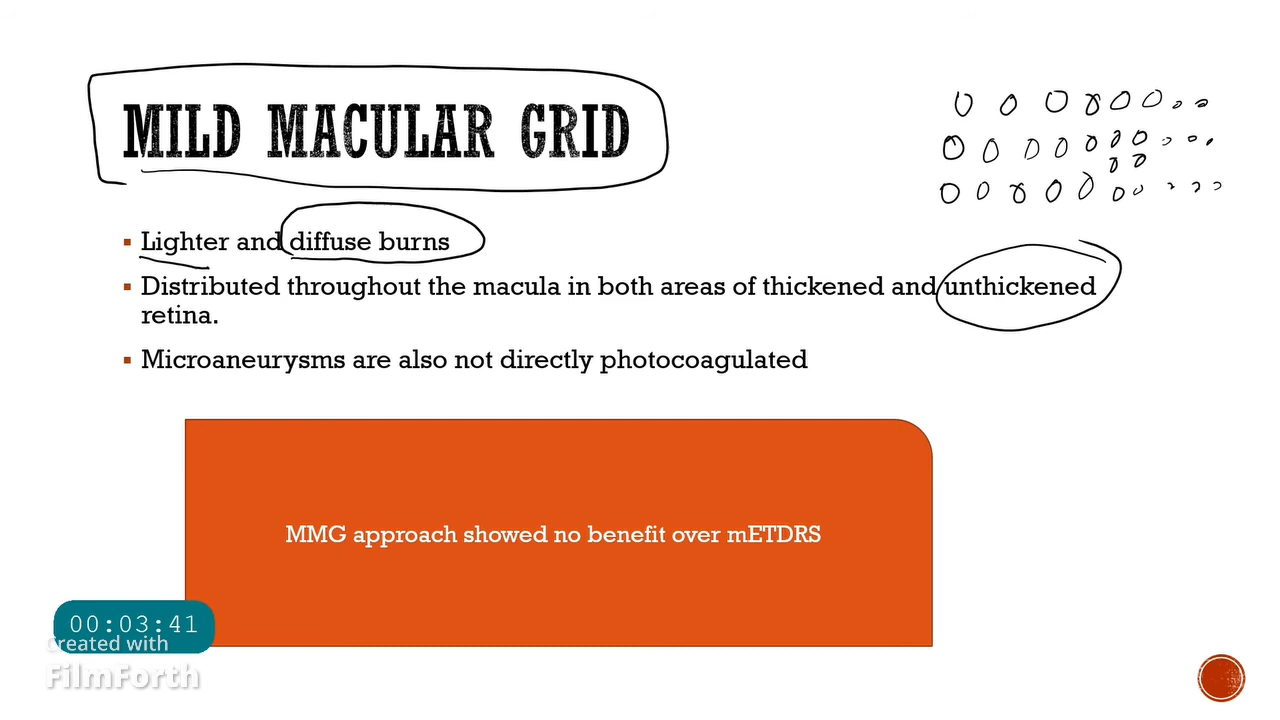 MILD MACULAR GRID
Lighter and diffuse burns
Distributed throughout the macula in both areas of thickened and unthickened
retina.
Microaneurysms are also not directly photocoagulated
MMG approach showed no benefit over mETDRS
00:03:41
created with
FilmForth